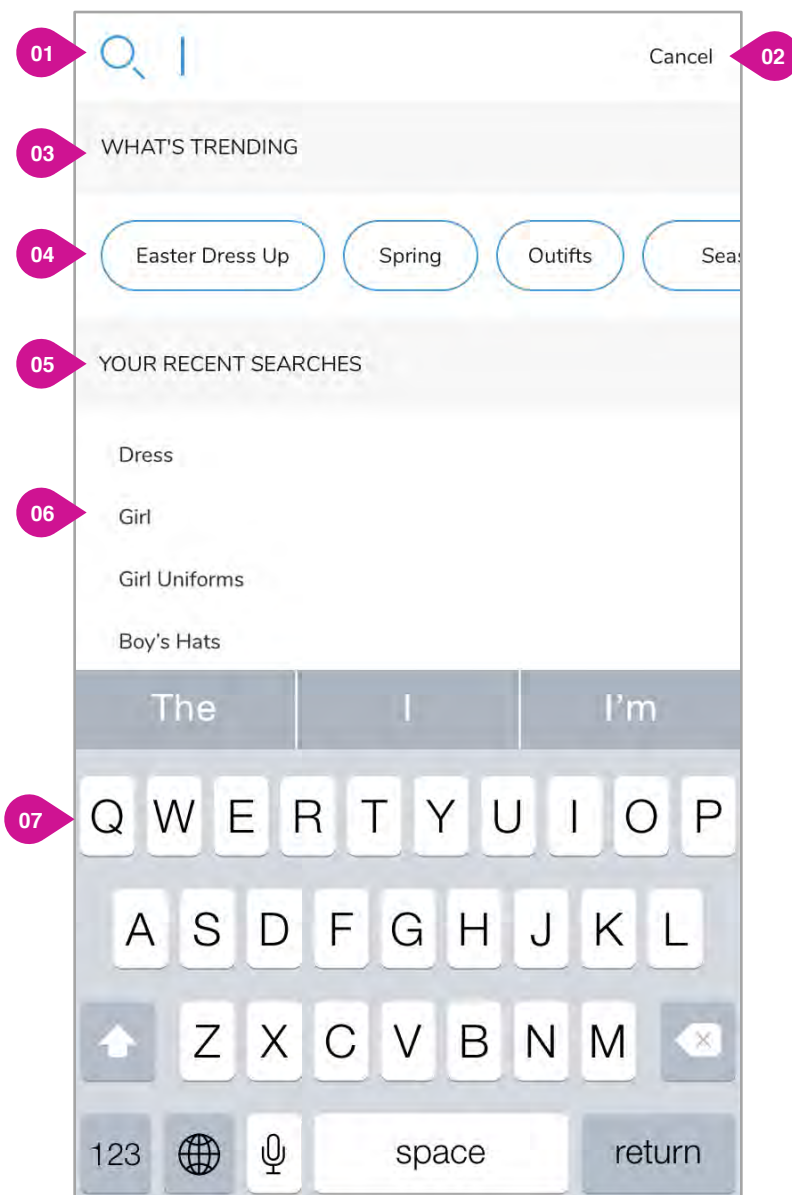 01
Cancel
02
03
WHAT'S TRENDING
04
Easter Dress Up Spring Outifts Seas
05
YOUR RECENT SEARCHES
Dress
06
Girl
Girl Uniforms
Boy’s Hats
The I I’m
07
Q W E R T Y U I O P
A S D F G H J K L
Z X C V B N M
123 space return